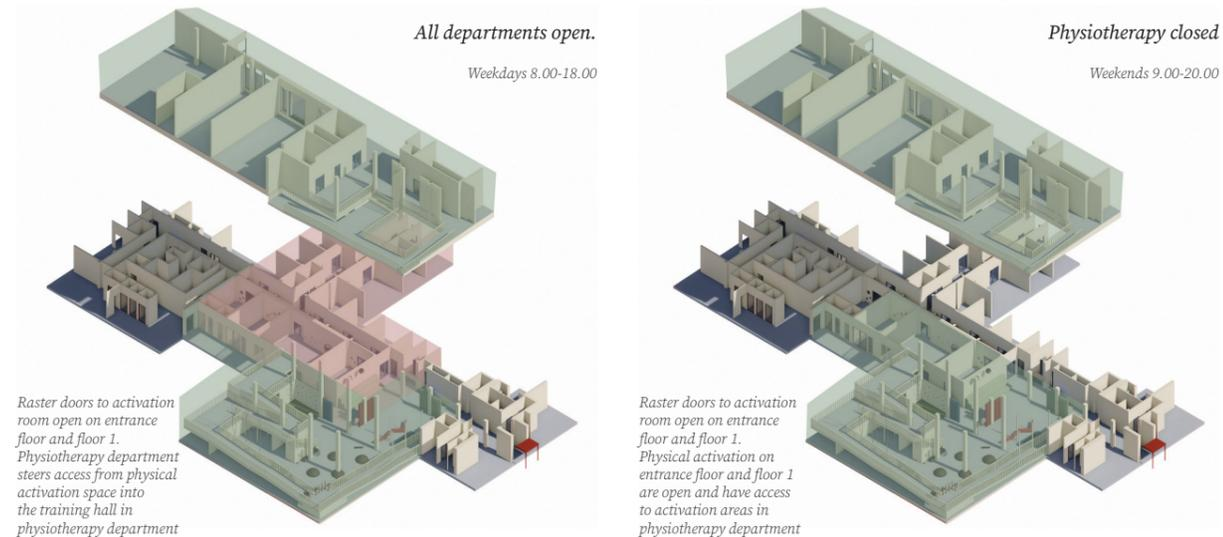 All departments open.
Weekdays 8.00-18.00
Raster doors to activation
room open on entrance
floor and floor 1.
Physiotherapy department
steers access from physical
activation space into
the training hall in
physiotherapy department
Physiotherapy closed
Weekends 9.00-20.00
Raster doors to activation
room open on entrance
floor and floor 1.
Physical activation on
entrance floor and floor 1
are open and have access
to activation areas in
physiotherapy department